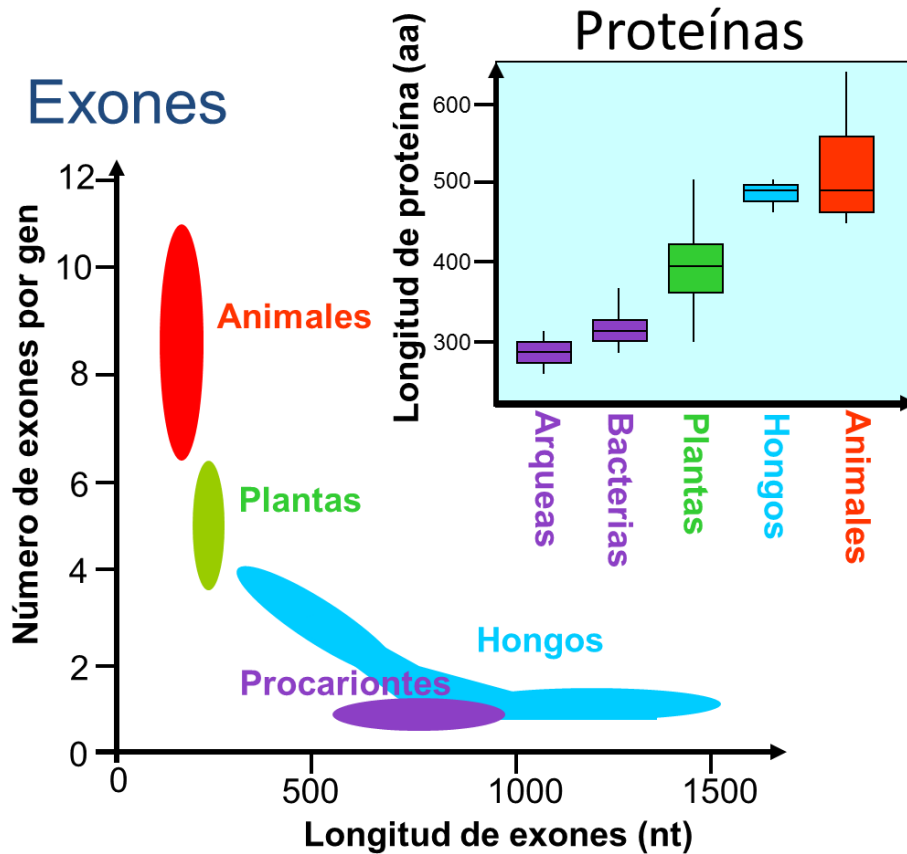 Proteínas
Exones
Longitud de proteína (aa)
600
500
400
300
Arqueas
Bacterias
Plantas
Hongos
Animales
Número de exones por gen
12
10
8
6
4
2
0
Animales
Plantas
Hongos
Procariontes
0
500
1000
1500
Longitud de exones (nt)